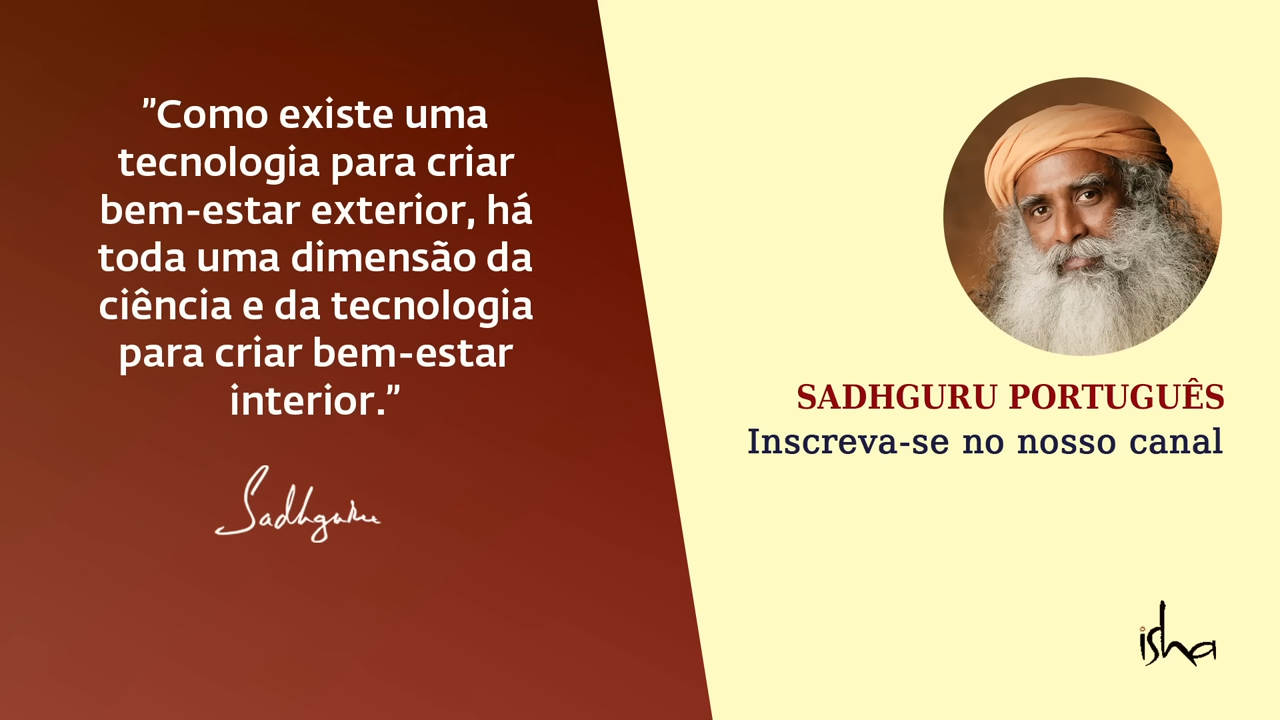 ”Como existe uma
tecnologia para criar
bem-estar exterior, há
toda uma dimensão da
ciência e da tecnologia
para criar bem-estar
interior.”
Sadhguru
SADHGURU PORTUGUÊS
Inscreva-se no nosso canal
isha